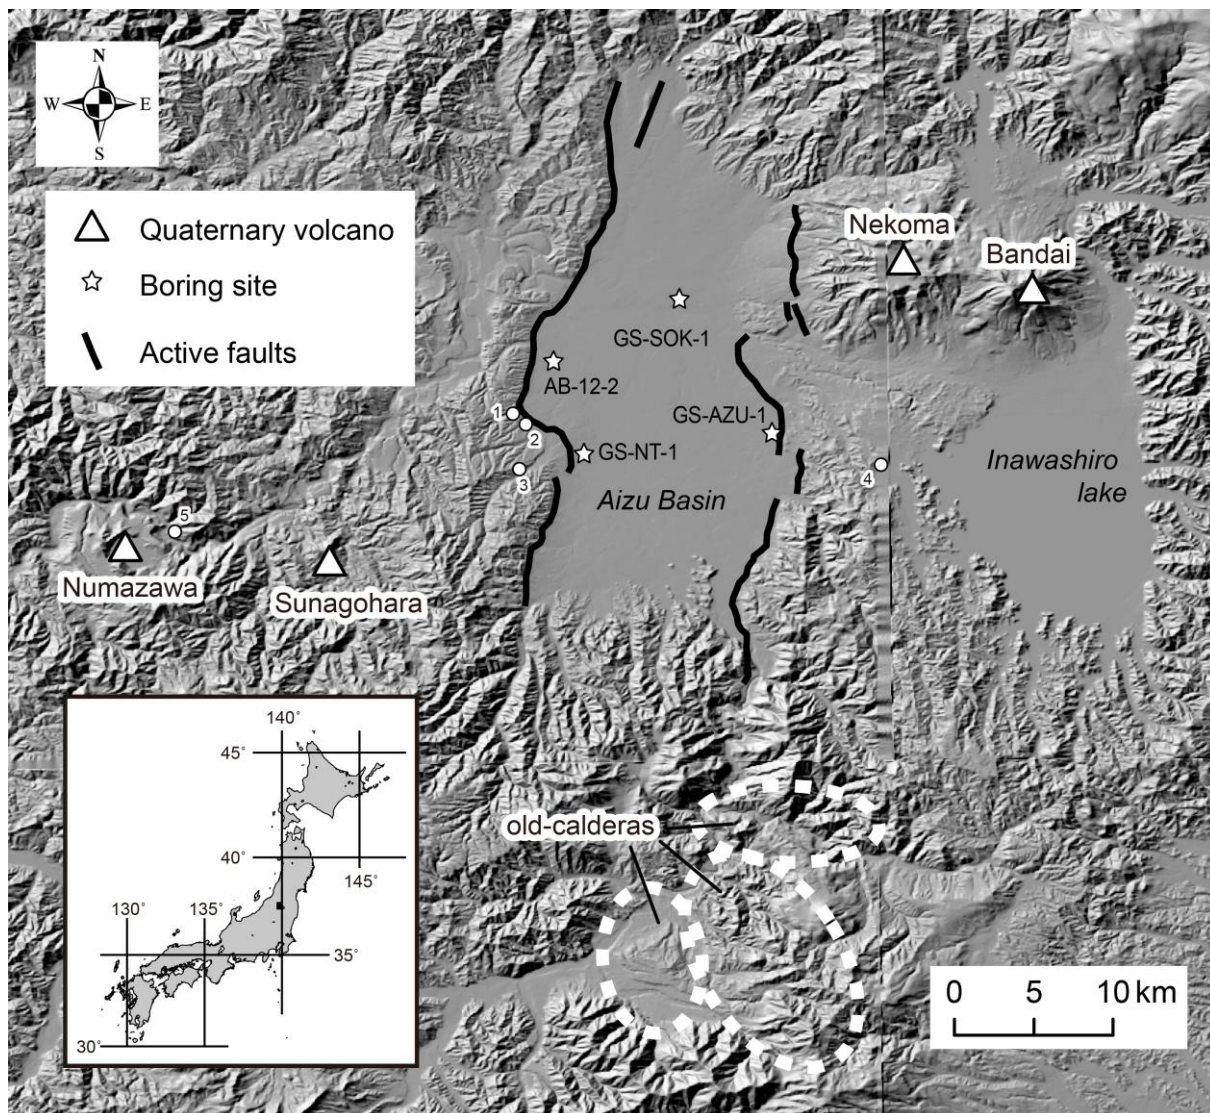 N
W
E
S
Quaternary volcano
Boring site
Active faults
Nekoma
Bandai
GS-SOK-1
AB-12-2
1
2
GS-AZU-1
GS-NT-1
3
4
Inawashiro
lake
Aizu Basin
5
Numazawa
Sunagohara
140°
45°
40°
145°
130°
135°
35°
30°
old-calderas
0 5 10 km